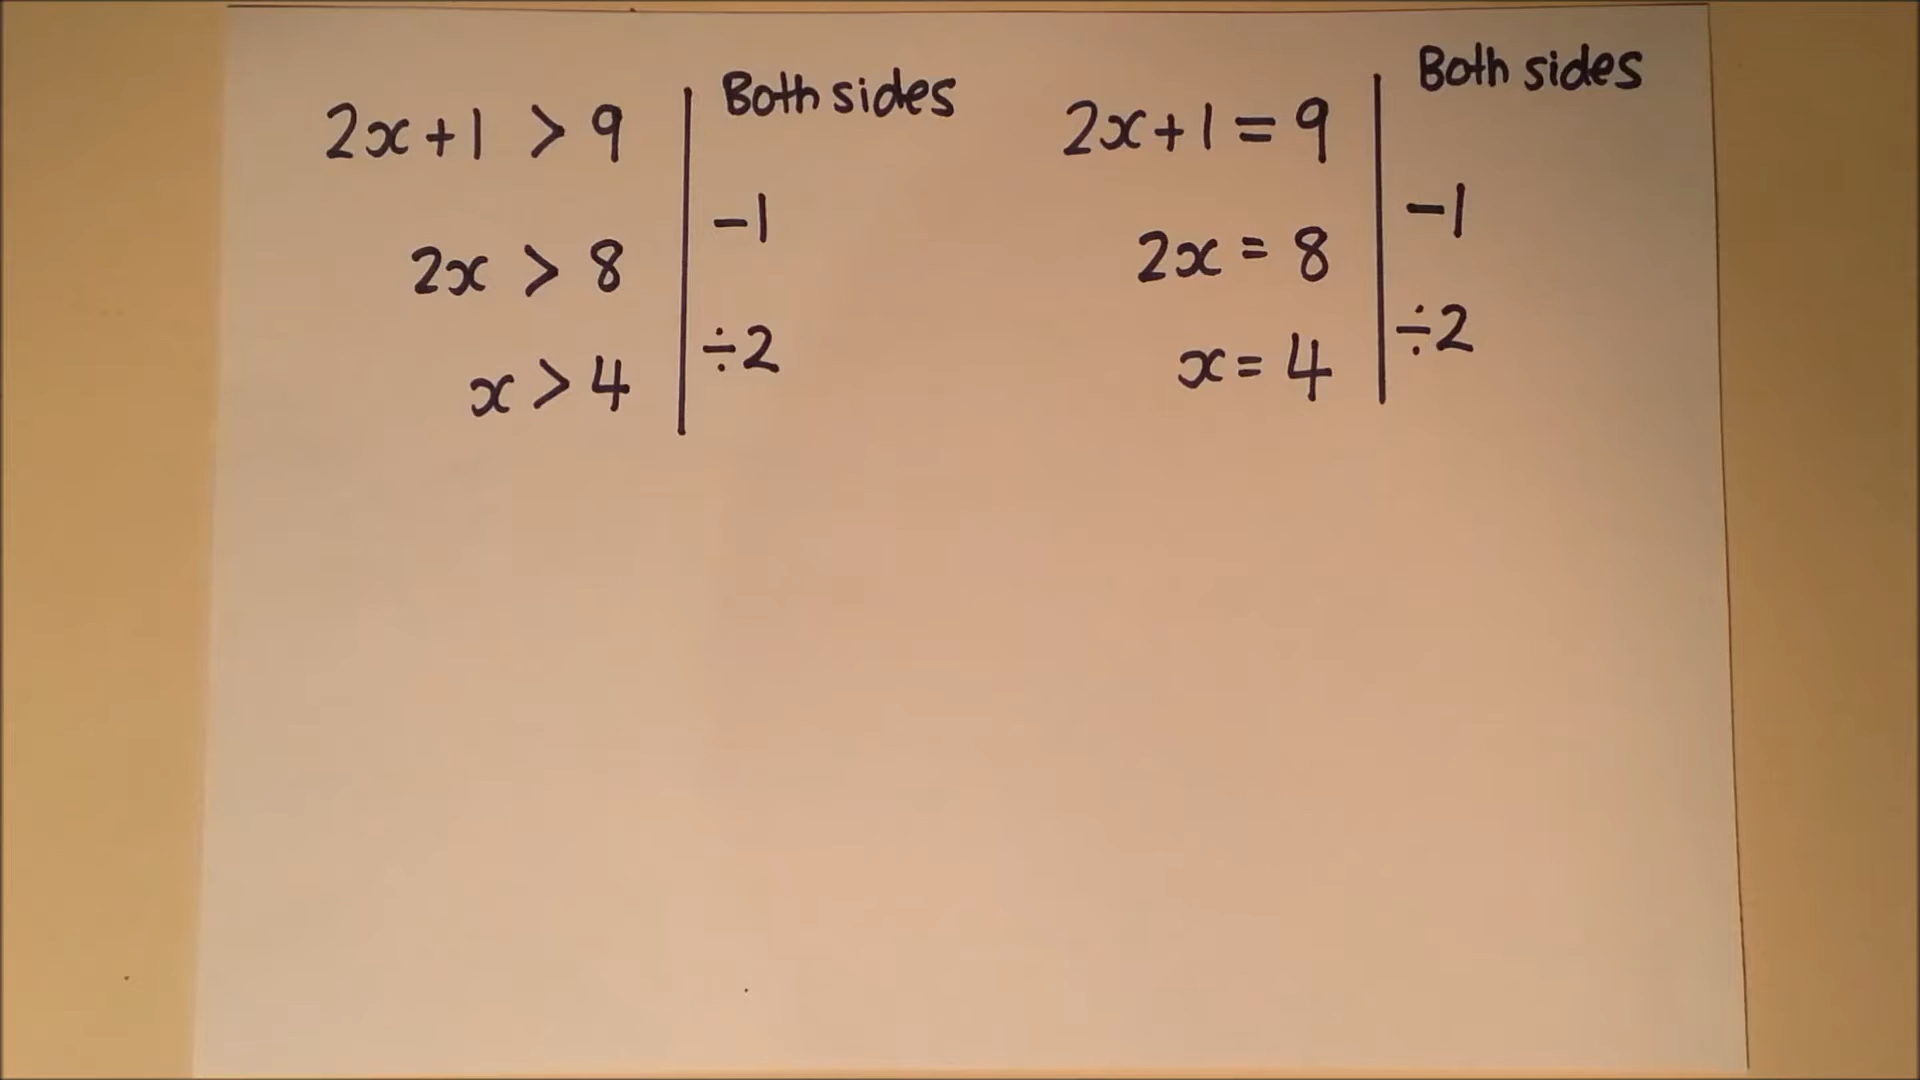 2x+1 > 9
Both sides
-1
2x > 8
÷2
x > 4
2x+1 = 9
Both sides
-1
2x = 8
÷2
x = 4